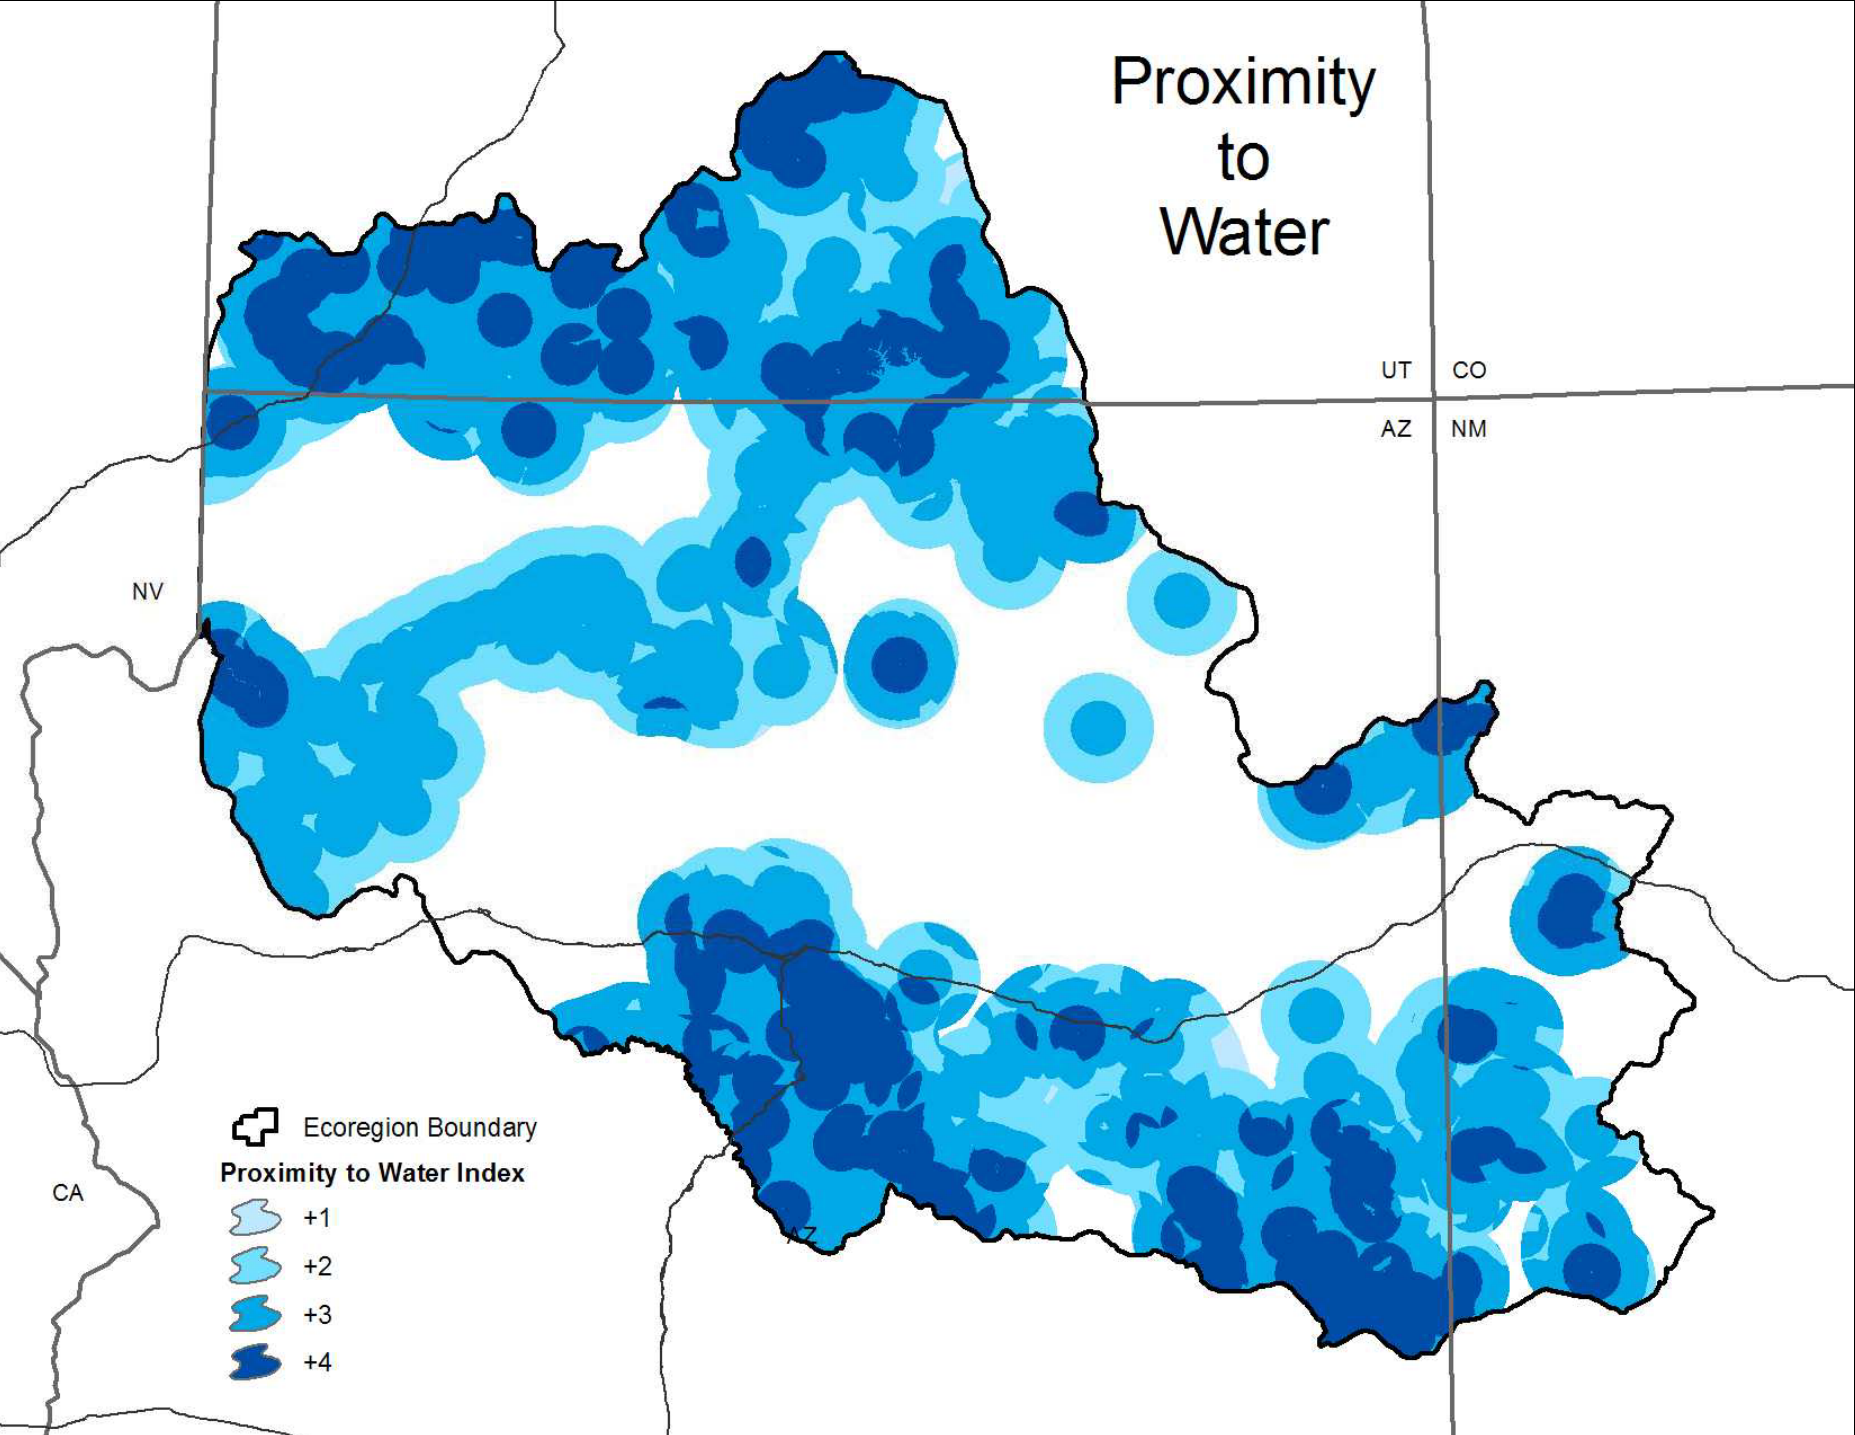 Proximity
to
Water
UT CO
AZ NM
NV
CA
AZ
Ecoregion Boundary
Proximity to Water Index
+1
+2
+3
+4